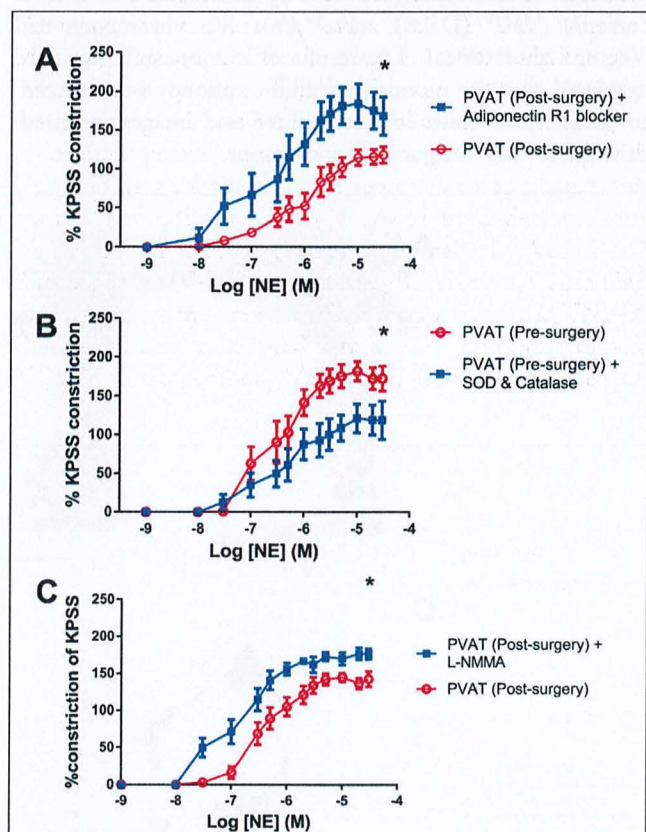 A
% KPSS constriction
250
200
150
100
50
0
*
PVAT (Post-surgery) +
Adiponectin R1 blocker
PVAT (Post-surgery)
-9 -8 -7 -6 -5 -4
Log [NE] (M)
B
% KPSS constriction
250
200
150
100
50
0
*
PVAT (Pre-surgery)
PVAT (Pre-surgery) +
SOD & Catalase
-9 -8 -7 -6 -5 -4
Log [NE] (M)
C
%constriction of KPSS
250
200
150
100
50
0
*
PVAT (Post-surgery) +
L-NMMA
PVAT (Post-surgery)
-9 -8 -7 -6 -5 -4
Log [NE] (M)